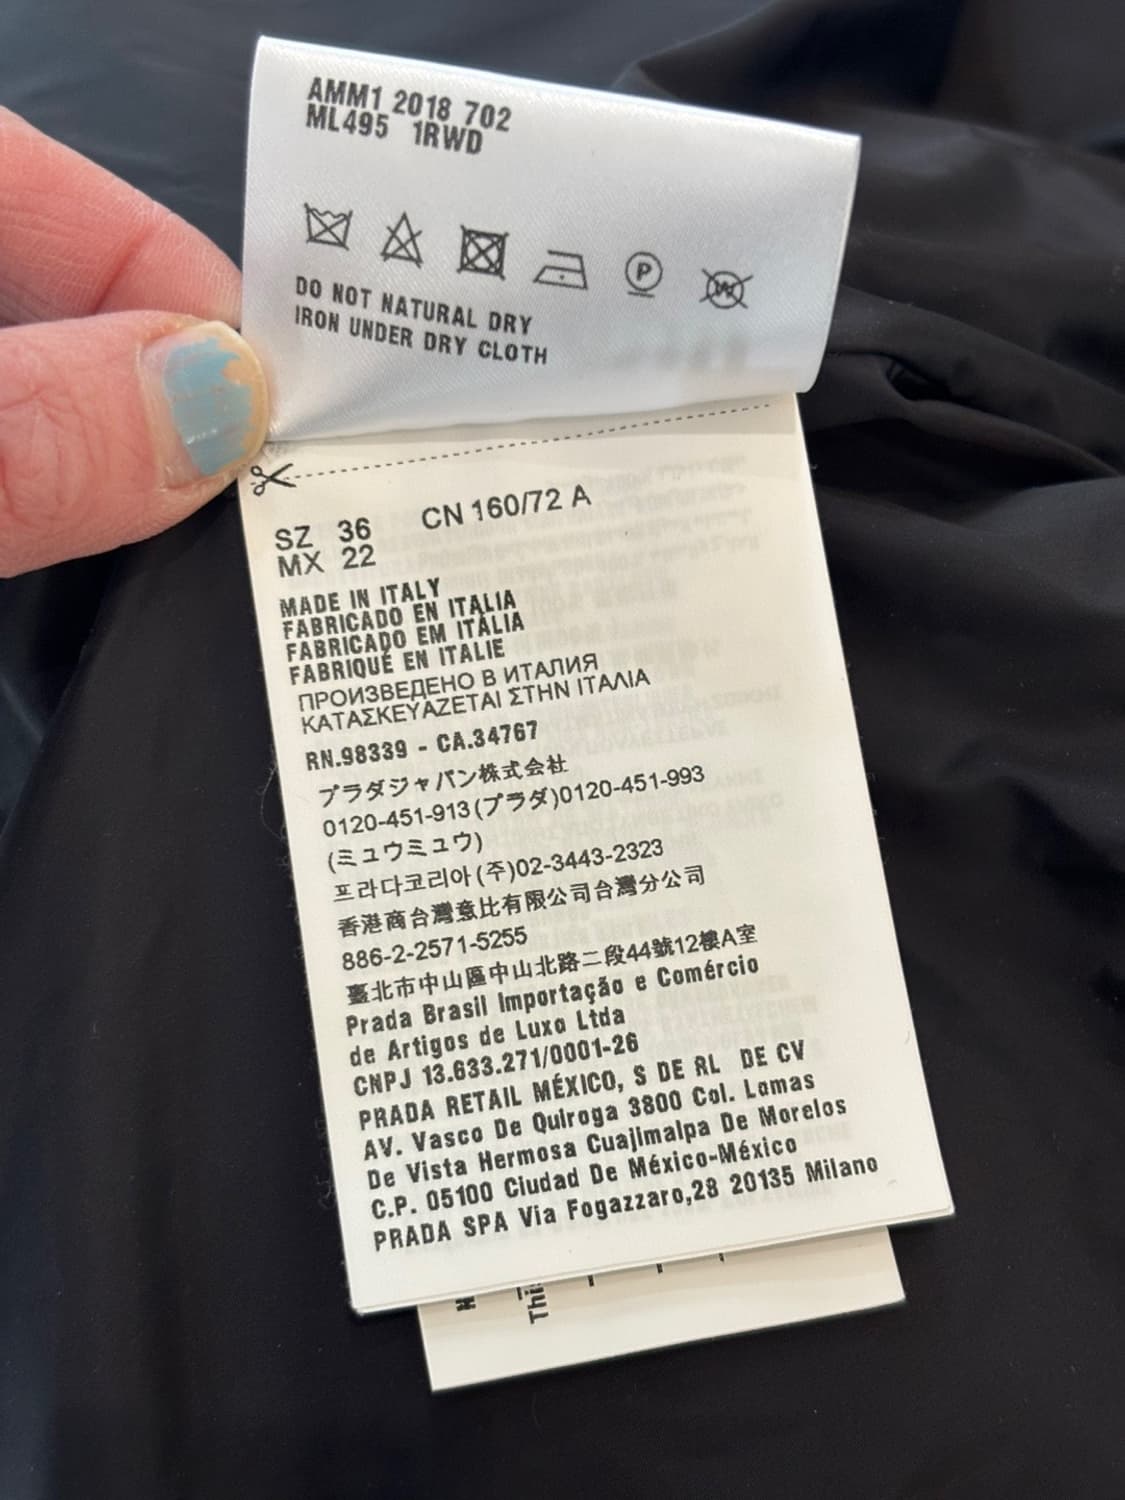 AMM1 2018 702
ML495 1RWD
P
W
DO NOT NATURAL DRY
IRON UNDER DRY CLOTH
SZ 36 CN 160/72 A
MX 22
MADE IN ITALY
FABRICADO EN ITALIA
FABRICADO EM ITÁLIA
FABRIQUÉ EN ITALIE
ПРОИЗВЕДЕНО В ИТАЛИЯ
ΚΑΤΑΣΚΕΥΑΖΕΤΑΙ ΣΤΗΝ ΙΤΑΛΙΑ
RN.98339 - CA.34767
プラダジャパン株式会社
0120-451-913(プラダ)0120-451-993
(ミュウミュウ)
프라다코리아(주)02-3443-2323
香港商台灣意比有限公司台灣分公司
886-2-2571-5255
臺北市中山區中山北路二段44號12樓A室
Prada Brasil Importação e Comércio
de Artigos de Luxo Ltda
CNPJ 13.633.271/0001-26
PRADA RETAIL MÉXICO, S DE RL DE CV
AV. Vasco De Quiroga 3800 Col. Lomas
De Vista Hermosa Cuajimalpa De Morelos
C.P. 05100 Ciudad De México-México
PRADA SPA Via Fogazzaro,28 20135 Milano